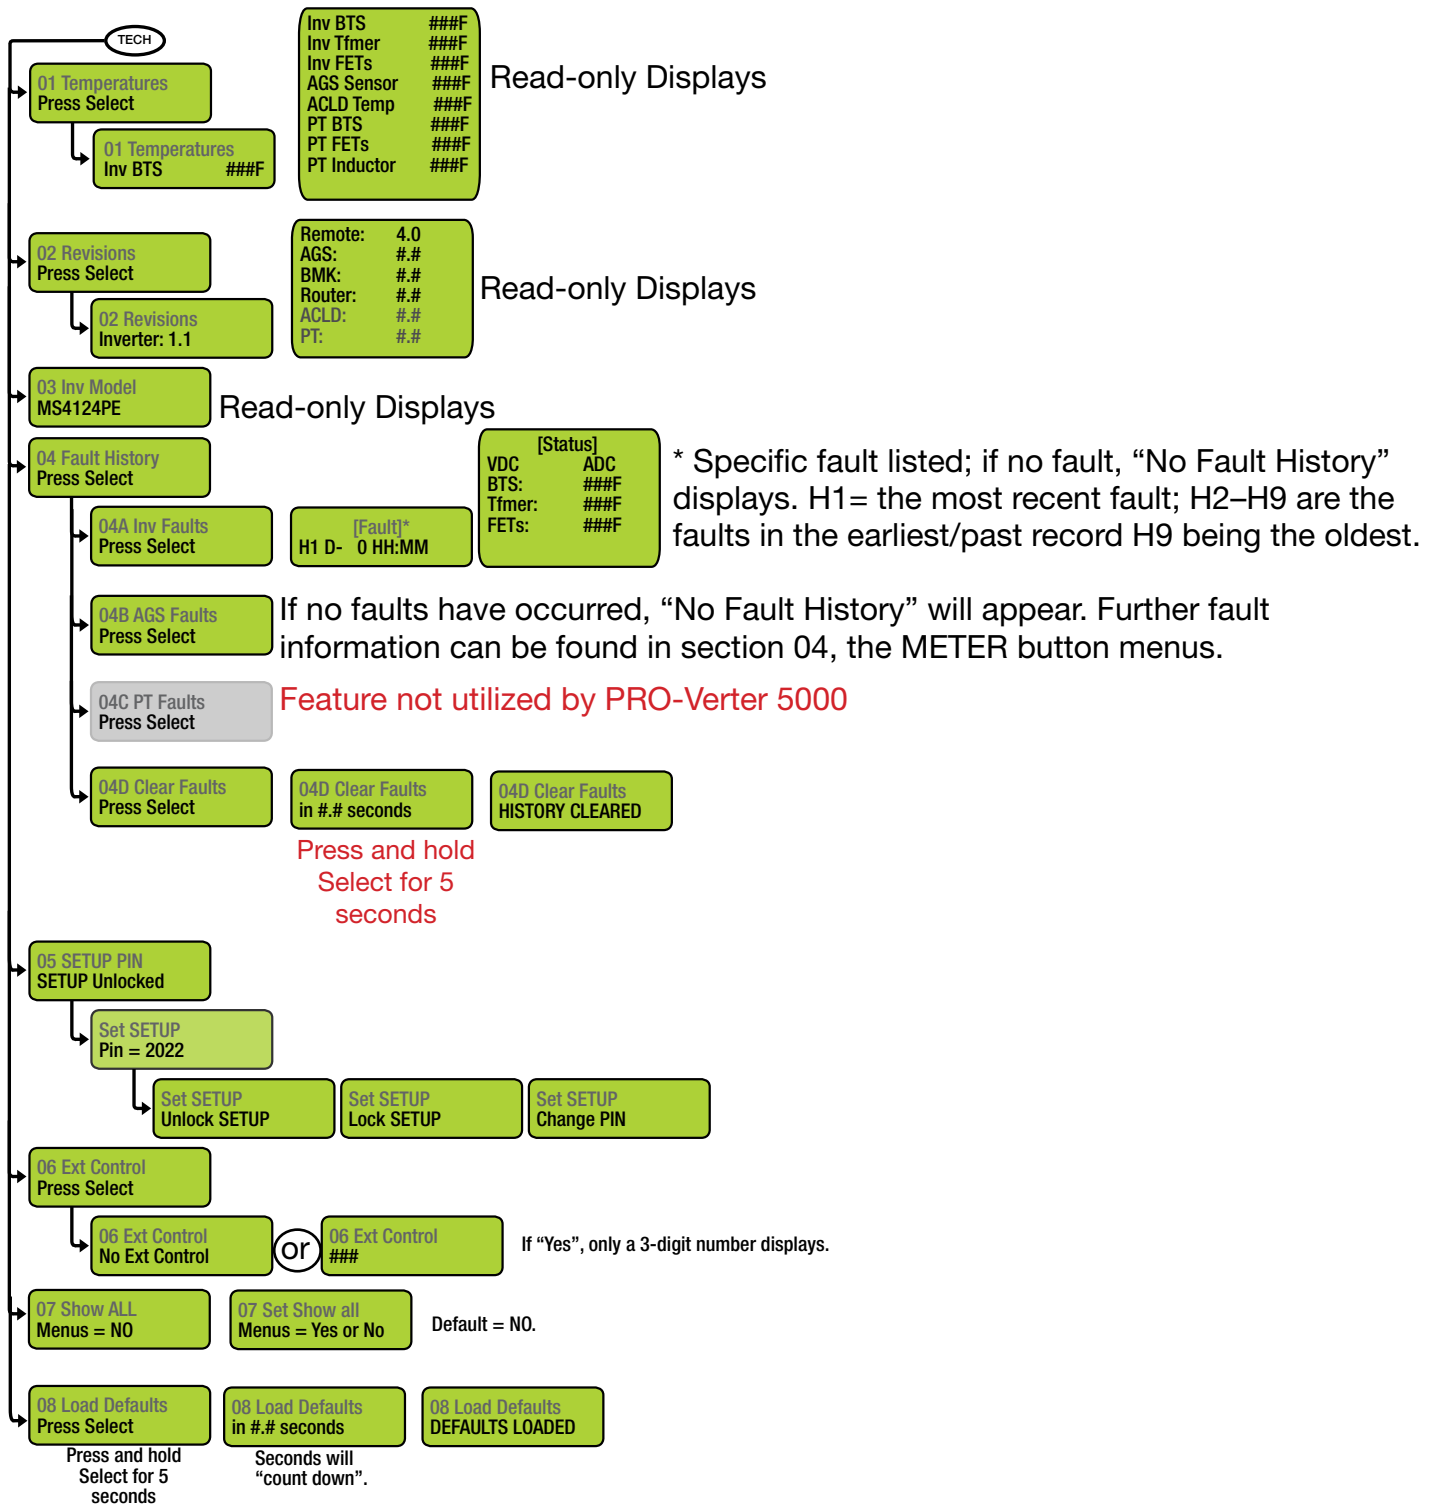 TECH
01 Temperatures
Press Select
01 Temperatures
Inv BTS ###F
Inv BTS ###F
Inv Tfmer ###F
Inv FETs ###F
AGS Sensor ###F
ACLD Temp ###F
PT BTS ###F
PT FETs ###F
PT Inductor ###F
Read-only Displays
02 Revisions
Press Select
02 Revisions
Inverter: 1.1
Remote: 4.0
AGS: #.#
BMK: #.#
Router: #.#
ACLD: #.#
PT: #.#
Read-only Displays
03 Inv Model
MS4124PE
Read-only Displays
04 Fault History
Press Select
04A Inv Faults
Press Select
[Fault]*
H1 D- 0 HH:MM
[Status]
VDC ADC
BTS: ###F
Tfmer: ###F
FETs: ###F
* Specific fault listed; if no fault, “No Fault History”
displays. H1= the most recent fault; H2–H9 are the
faults in the earliest/past record H9 being the oldest.
04B AGS Faults
Press Select
If no faults have occurred, “No Fault History” will appear. Further fault
information can be found in section 04, the METER button menus.
04C PT Faults
Press Select
Feature not utilized by PRO-Verter 5000
04D Clear Faults
Press Select
04D Clear Faults
in #.# seconds
04D Clear Faults
HISTORY CLEARED
Press and hold
Select for 5
seconds
05 SETUP PIN
SETUP Unlocked
Set SETUP
Pin = 2022
Set SETUP
Unlock SETUP
Set SETUP
Lock SETUP
Set SETUP
Change PIN
06 Ext Control
Press Select
06 Ext Control
No Ext Control
or
06 Ext Control
###
If “Yes”, only a 3-digit number displays.
07 Show ALL
Menus = NO
07 Set Show all
Menus = Yes or No
Default = NO.
08 Load Defaults
Press Select
08 Load Defaults
in #.# seconds
08 Load Defaults
DEFAULTS LOADED
Press and hold
Select for 5
seconds
Seconds will
“count down”.